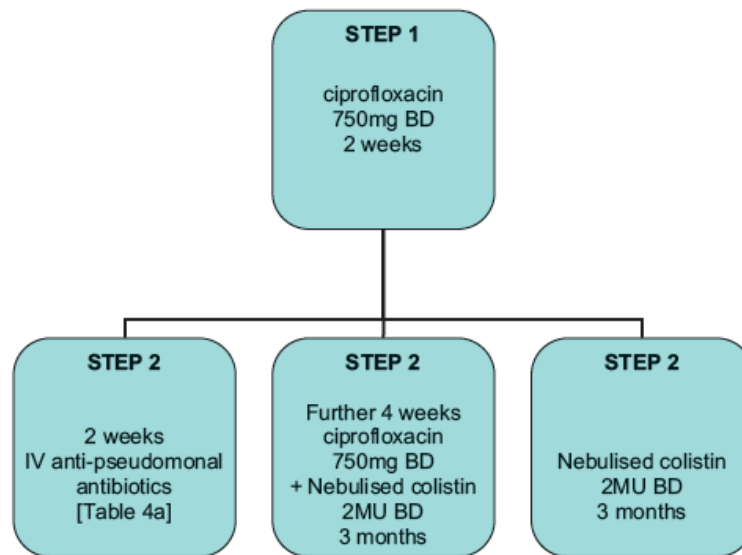 STEP 1
ciprofloxacin
750mg BD
2 weeks
STEP 2
2 weeks
IV anti-pseudomonal
antibiotics
[Table 4a]
STEP 2
Further 4 weeks
ciprofloxacin
750mg BD
+ Nebulised colistin
2MU BD
3 months
STEP 2
Nebulised colistin
2MU BD
3 months